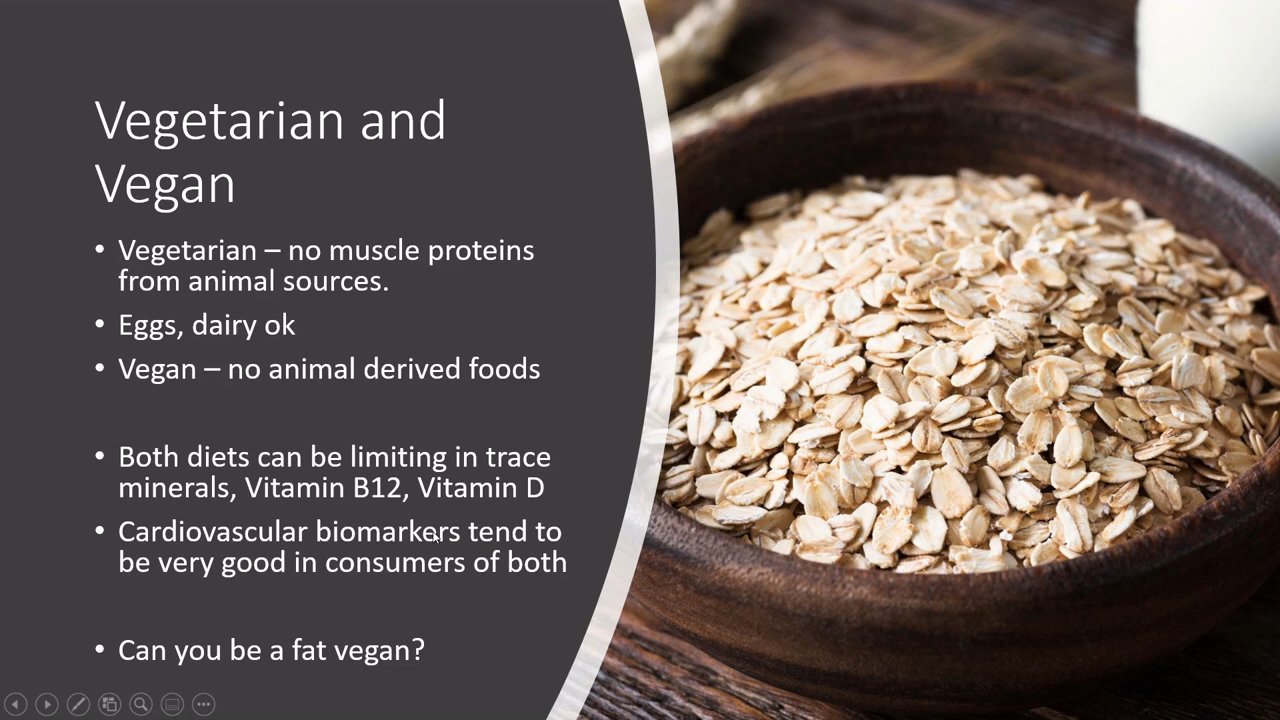 Vegetarian and
Vegan
• Vegetarian – no muscle proteins
from animal sources.
• Eggs, dairy ok
• Vegan – no animal derived foods
• Both diets can be limiting in trace
minerals, Vitamin B12, Vitamin D
• Cardiovascular biomarkers tend to
be very good in consumers of both
• Can you be a fat vegan?